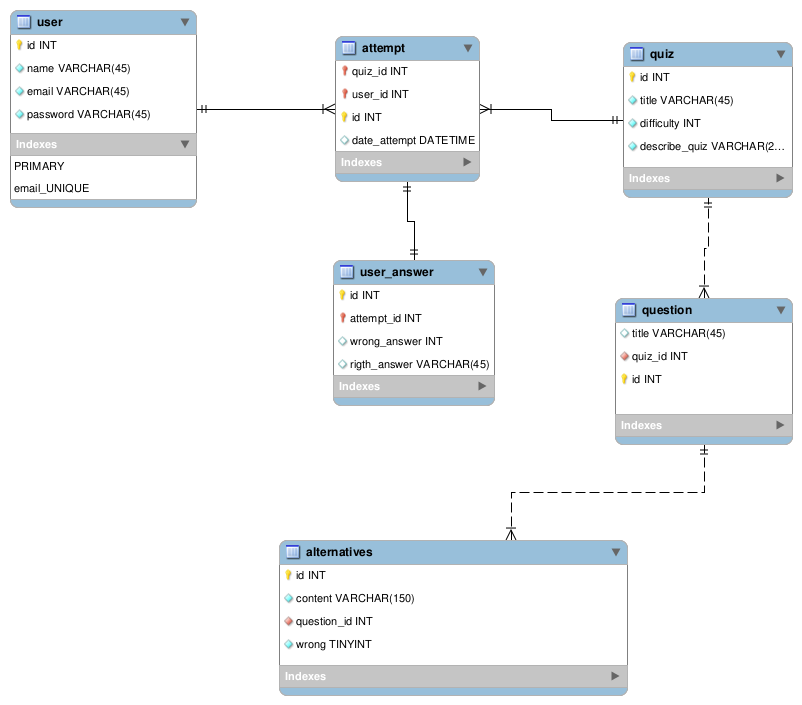 user
id INT
name VARCHAR(45)
email VARCHAR(45)
password VARCHAR(45)
Indexes
PRIMARY
email_UNIQUE
attempt
quiz_id INT
user_id INT
id INT
date_attempt DATETIME
Indexes
quiz
id INT
title VARCHAR(45)
difficulty INT
describe_quiz VARCHAR(2...
Indexes
user_answer
id INT
attempt_id INT
wrong_answer INT
rigth_answer VARCHAR(45)
Indexes
question
title VARCHAR(45)
quiz_id INT
id INT
Indexes
alternatives
id INT
content VARCHAR(150)
question_id INT
wrong TINYINT
Indexes